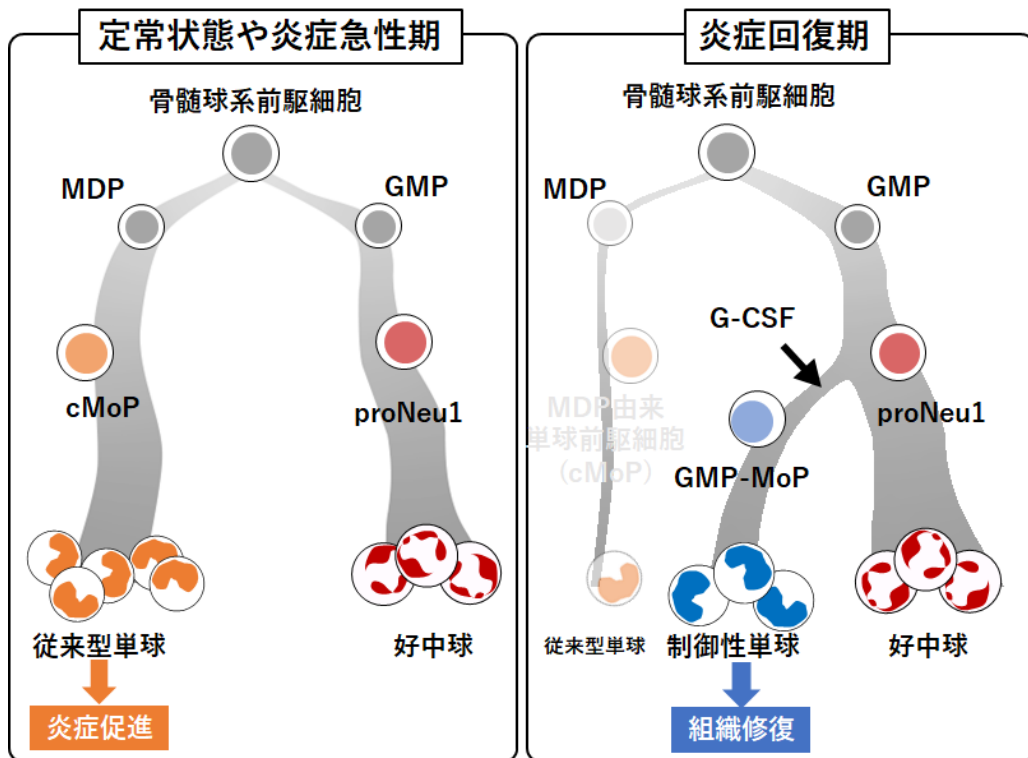 定常状態や炎症急性期
骨髄球系前駆細胞
MDP
GMP
cMoP
proNeu1
従来型単球
好中球
炎症促進
炎症回復期
骨髄球系前駆細胞
MDP
GMP
G-CSF
MDP由来
単球前駆細胞
(cMoP)
proNeu1
GMP-MoP
従来型単球
制御性単球
好中球
組織修復